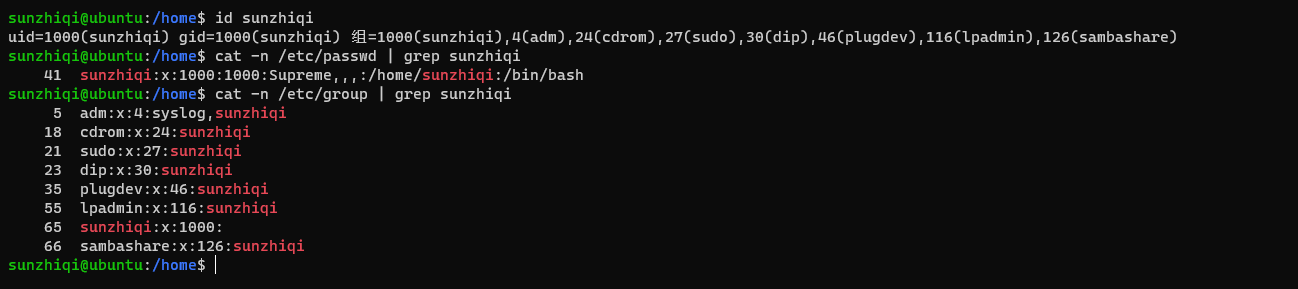 sunzhiqi@ubuntu:/home$ id sunzhiqi
uid=1000(sunzhiqi) gid=1000(sunzhiqi) 组=1000(sunzhiqi),4(adm),24(cdrom),27(sudo),30(dip),46(plugdev),116(lpadmin),126(sambashare)
sunzhiqi@ubuntu:/home$ cat -n /etc/passwd | grep sunzhiqi
    41  sunzhiqi:x:1000:1000:Supreme,,,:/home/sunzhiqi:/bin/bash
sunzhiqi@ubuntu:/home$ cat -n /etc/group | grep sunzhiqi
     5  adm:x:4:syslog,sunzhiqi
    18  cdrom:x:24:sunzhiqi
    21  sudo:x:27:sunzhiqi
    23  dip:x:30:sunzhiqi
    35  plugdev:x:46:sunzhiqi
    55  lpadmin:x:116:sunzhiqi
    65  sunzhiqi:x:1000:
    66  sambashare:x:126:sunzhiqi
sunzhiqi@ubuntu:/home$